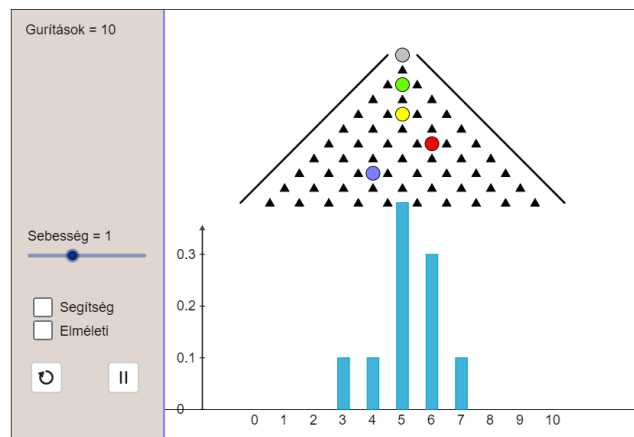 Gurítások = 10
Sebesség = 1
Segítség
Elméleti
0.3
0.2
0.1
0
0 1 2 3 4 5 6 7 8 9 10